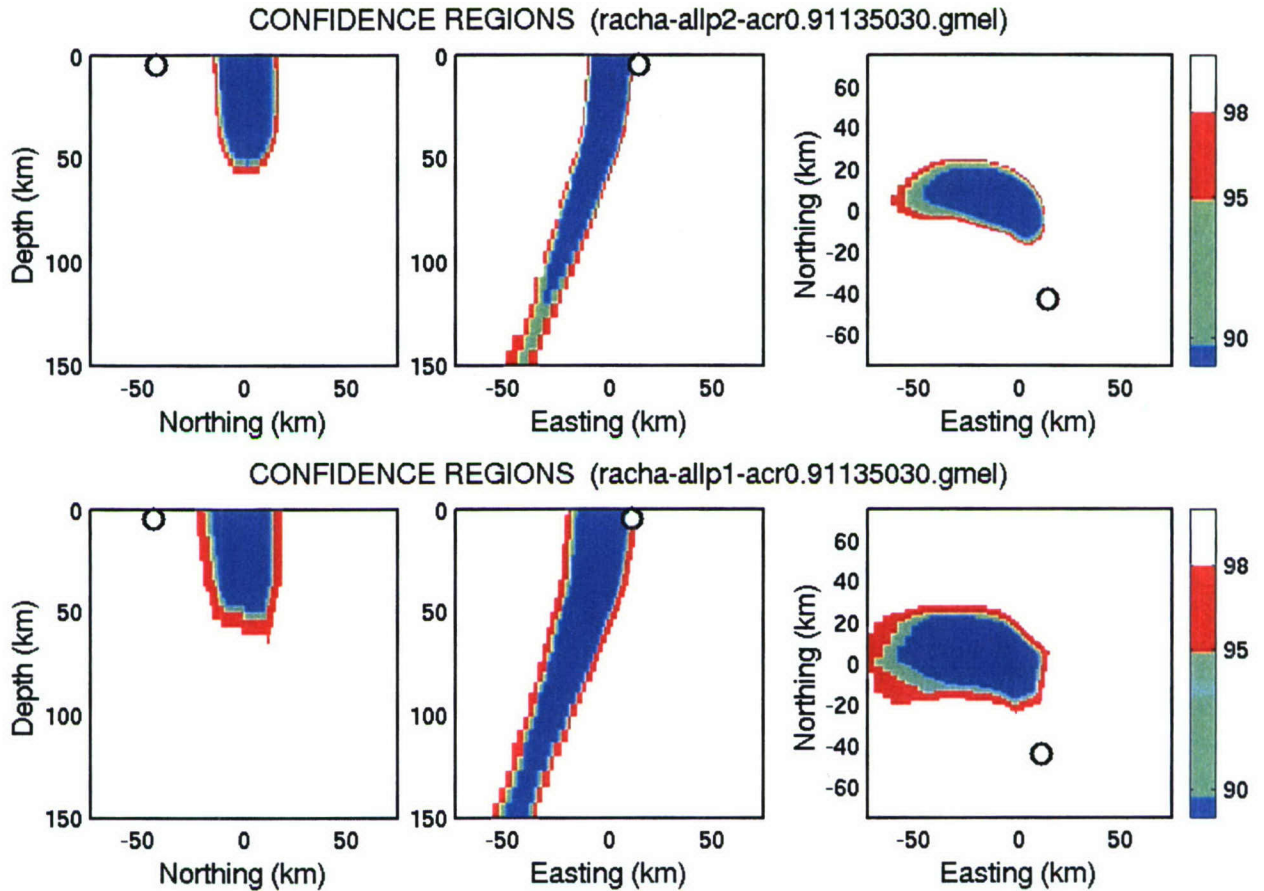 CONFIDENCE REGIONS (racha-allp2-acr0.91135030.gmel)
0
50
100
150
Depth (km)
-50 0 50
Northing (km)
-50 0 50
Easting (km)
60
40
20
0
-20
-40
-60
Northing (km)
-50 0 50
Easting (km)
98
95
90
CONFIDENCE REGIONS (racha-allp1-acr0.91135030.gmel)
0
50
100
150
Depth (km)
-50 0 50
Northing (km)
0
50
100
150
-50 0 50
Easting (km)
60
40
20
0
-20
-40
-60
Northing (km)
-50 0 50
Easting (km)
98
95
90